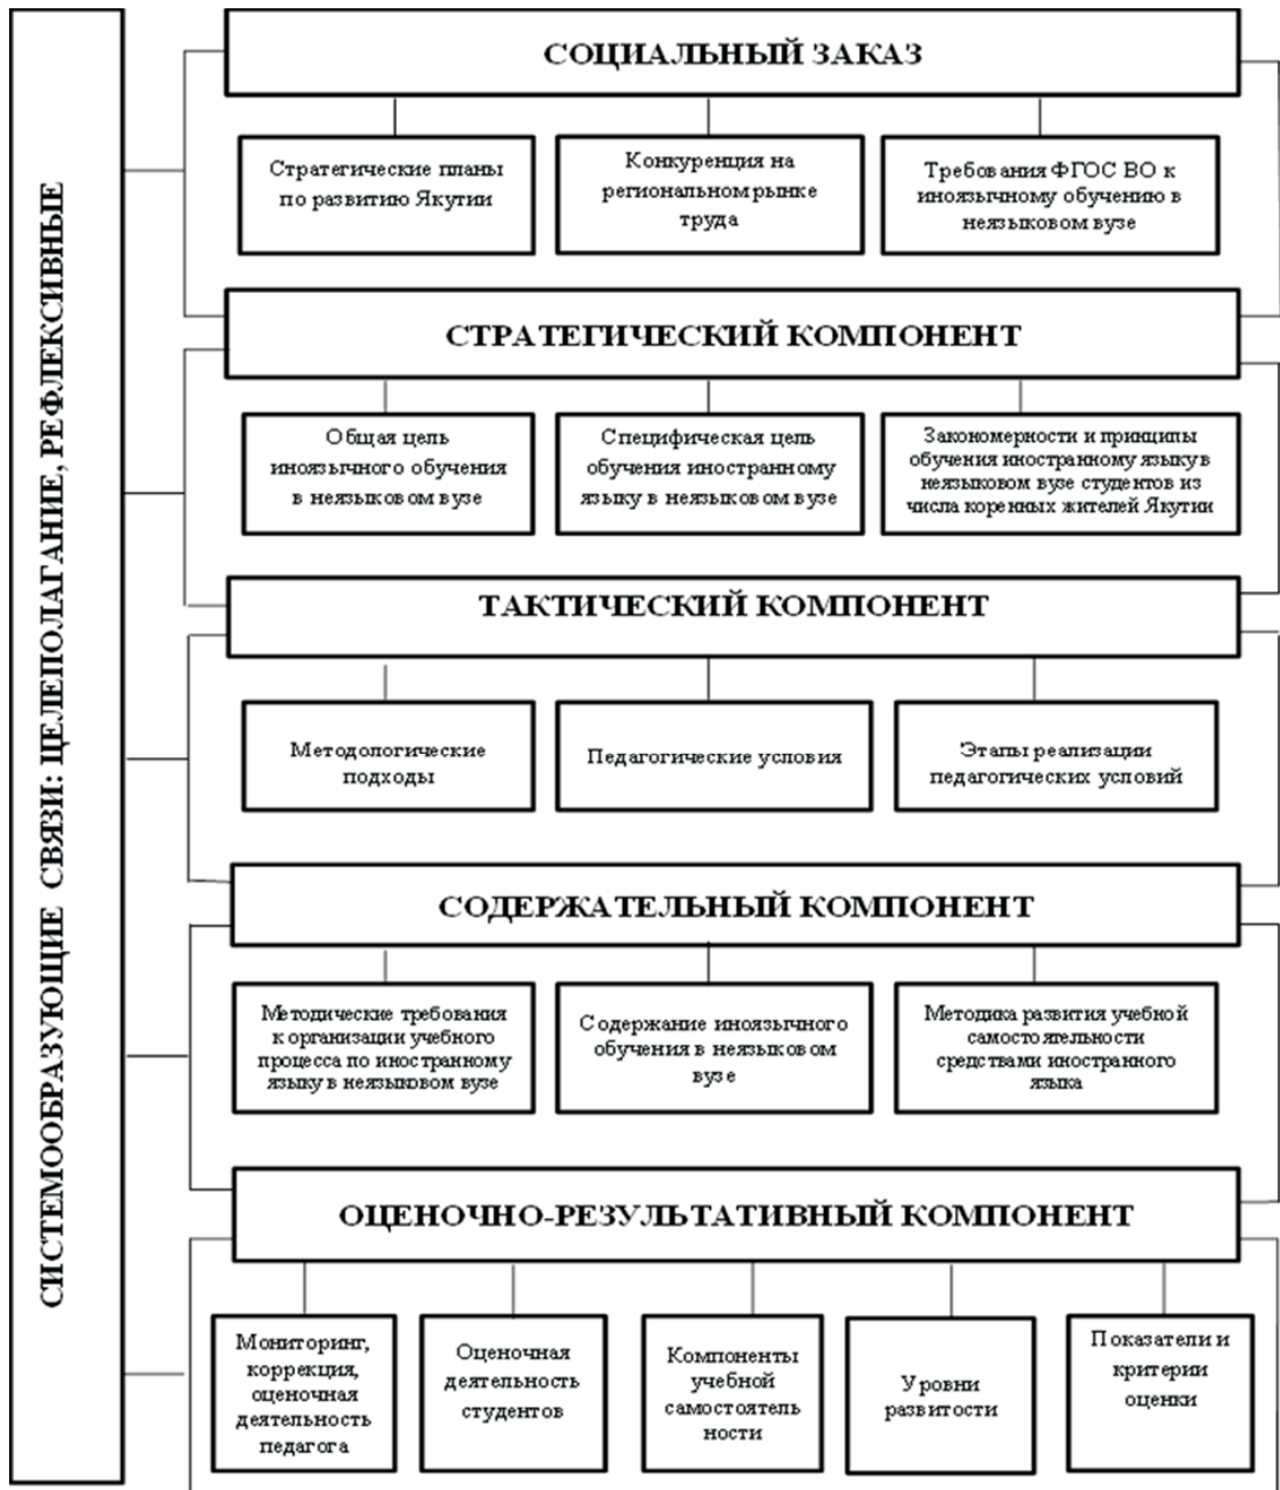 СИСТЕМООБРАЗУЮЩИЕ СВЯЗИ: ЦЕЛЕПОЛАГАНИЕ, РЕФЛЕКСИВНЫЕ
СОЦИАЛЬНЫЙ ЗАКАЗ
Стратегические планы
по развитию Якутии
Конкуренция на
региональном рынке
труда
Требования ФГОС ВО к
иноязычному обучению в
неязыковом вузе
СТРАТЕГИЧЕСКИЙ КОМПОНЕНТ
Общая цель
иноязычного обучения
в неязыковом вузе
Специфическая цель
обучения иностранному
языку в неязыковом вузе
Закономерности и принципы
обучения иностранному языку в
неязыковом вузе студентов из
числа коренных жителей Якутии
ТАКТИЧЕСКИЙ КОМПОНЕНТ
Методологические
подходы
Педагогические условия
Этапы реализации
педагогических условий
СОДЕРЖАТЕЛЬНЫЙ КОМПОНЕНТ
Методические требования
к организации учебного
процесса по иностранному
языку в неязыковом вузе
Содержание иноязычного
обучения в неязыковом
вузе
Методика развития учебной
самостоятельности
средствами иностранного
языка
ОЦЕНОЧНО-РЕЗУЛЬТАТИВНЫЙ КОМПОНЕНТ
Мониторинг,
коррекция,
оценочная
деятельность
педагога
Оценочная
деятельность
студентов
Компоненты
учебной
самостоятель
ности
Уровни
развитости
Показатели и
критерии
оценки